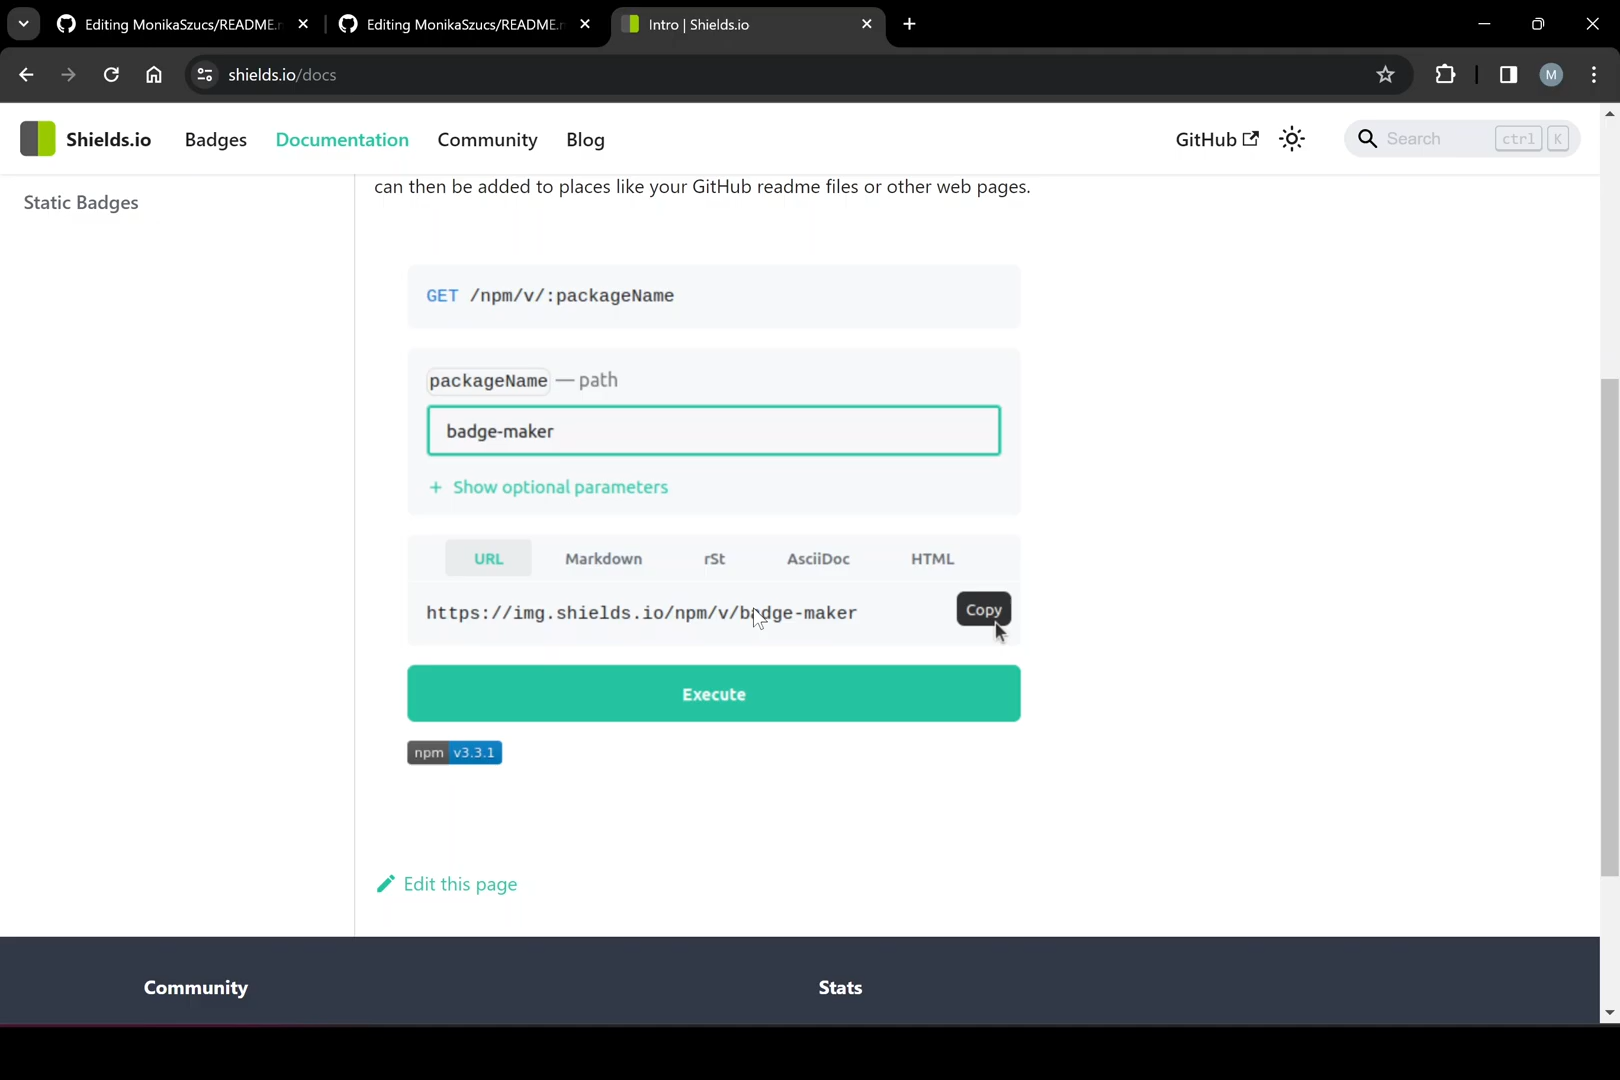 Editing MonikaSzucs/README.m
Editing MonikaSzucs/README.m
Intro | Shields.io
shields.io/docs
M
Shields.io
Badges
Documentation
Community
Blog
GitHub
Search
ctrl
K
Static Badges
can then be added to places like your GitHub readme files or other web pages.
GET /npm/v/:packageName
packageName — path
badge-maker
+ Show optional parameters
URL
Markdown
rSt
AsciiDoc
HTML
https://img.shields.io/npm/v/badge-maker
Copy
Execute
npm v3.3.1
Edit this page
Community
Stats